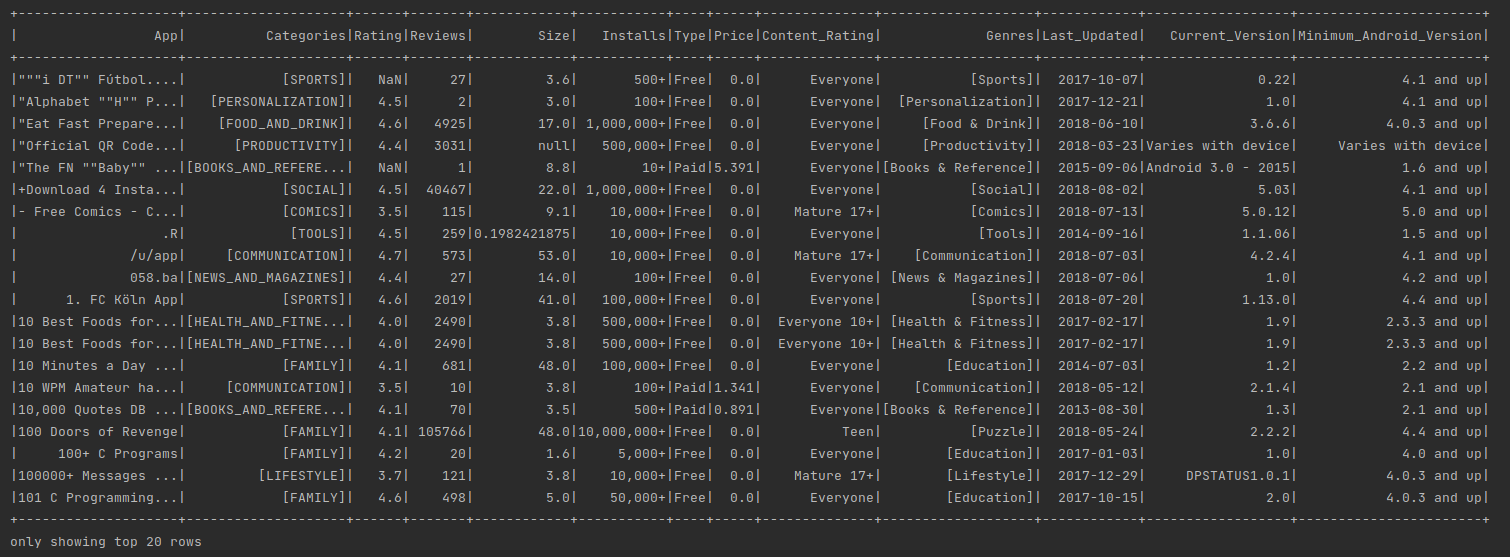 +--------------------+--------------------+------+-------+------------+-----------+----+-----+--------------+-------------------+------------+------------------+-----------------------+
|                 App|          Categories|Rating|Reviews|        Size|   Installs|Type|Price|Content_Rating|             Genres|Last_Updated|   Current_Version|Minimum_Android_Version|
+--------------------+--------------------+------+-------+------------+-----------+----+-----+--------------+-------------------+------------+------------------+-----------------------+
|"""i DT"" Fútbol....|            [SPORTS]|   NaN|     27|         3.6|       500+|Free|  0.0|      Everyone|           [Sports]|  2017-10-07|              0.22|             4.1 and up|
|"Alphabet ""H"" P...|   [PERSONALIZATION]|   4.5|      2|         3.0|       100+|Free|  0.0|      Everyone|  [Personalization]|  2017-12-21|               1.0|             4.1 and up|
|"Eat Fast Prepare...|    [FOOD_AND_DRINK]|   4.6|   4925|        17.0| 1,000,000+|Free|  0.0|      Everyone|     [Food & Drink]|  2018-06-10|             3.6.6|           4.0.3 and up|
|"Official QR Code...|      [PRODUCTIVITY]|   4.4|   3031|        null|   500,000+|Free|  0.0|      Everyone|     [Productivity]|  2018-03-23|Varies with device|     Varies with device|
|"The FN ""Baby"" ...|[BOOKS_AND_REFERE...|   NaN|      1|         8.8|        10+|Paid|5.391|      Everyone|[Books & Reference]|  2015-09-06|Android 3.0 - 2015|             1.6 and up|
|+Download 4 Insta...|            [SOCIAL]|   4.5|  40467|        22.0| 1,000,000+|Free|  0.0|      Everyone|           [Social]|  2018-08-02|              5.03|             4.1 and up|
|- Free Comics - C...|            [COMICS]|   3.5|    115|         9.1|    10,000+|Free|  0.0|    Mature 17+|           [Comics]|  2018-07-13|            5.0.12|             5.0 and up|
|                  .R|             [TOOLS]|   4.5|    259|0.1982421875|    10,000+|Free|  0.0|      Everyone|            [Tools]|  2014-09-16|            1.1.06|             1.5 and up|
|              /u/app|     [COMMUNICATION]|   4.7|    573|        53.0|    10,000+|Free|  0.0|    Mature 17+|    [Communication]|  2018-07-03|             4.2.4|             4.1 and up|
|              058.ba|[NEWS_AND_MAGAZINES]|   4.4|     27|        14.0|       100+|Free|  0.0|      Everyone| [News & Magazines]|  2018-07-06|               1.0|             4.2 and up|
|      1. FC Köln App|            [SPORTS]|   4.6|   2019|        41.0|   100,000+|Free|  0.0|      Everyone|           [Sports]|  2018-07-20|            1.13.0|             4.4 and up|
|10 Best Foods for...|[HEALTH_AND_FITNE...|   4.0|   2490|         3.8|   500,000+|Free|  0.0|  Everyone 10+| [Health & Fitness]|  2017-02-17|               1.9|           2.3.3 and up|
|10 Best Foods for...|[HEALTH_AND_FITNE...|   4.0|   2490|         3.8|   500,000+|Free|  0.0|  Everyone 10+| [Health & Fitness]|  2017-02-17|               1.9|           2.3.3 and up|
|10 Minutes a Day ...|            [FAMILY]|   4.1|    681|        48.0|   100,000+|Free|  0.0|      Everyone|        [Education]|  2014-07-03|               1.2|             2.2 and up|
|10 WPM Amateur ha...|     [COMMUNICATION]|   3.5|     10|         3.8|       100+|Paid|1.341|      Everyone|    [Communication]|  2018-05-12|             2.1.4|             2.1 and up|
|10,000 Quotes DB ...|[BOOKS_AND_REFERE...|   4.1|     70|         3.5|       500+|Paid|0.891|      Everyone|[Books & Reference]|  2013-08-30|               1.3|             2.1 and up|
|100 Doors of Revenge|            [FAMILY]|   4.1| 105766|        48.0|10,000,000+|Free|  0.0|          Teen|           [Puzzle]|  2018-05-24|             2.2.2|             4.4 and up|
|     100+ C Programs|            [FAMILY]|   4.2|     20|         1.6|     5,000+|Free|  0.0|      Everyone|        [Education]|  2017-01-03|               1.0|             4.0 and up|
|100000+ Messages ...|         [LIFESTYLE]|   3.7|    121|         3.8|    10,000+|Free|  0.0|    Mature 17+|        [Lifestyle]|  2017-12-29|     DPSTATUS1.0.1|           4.0.3 and up|
|101 C Programming...|            [FAMILY]|   4.6|    498|         5.0|    50,000+|Free|  0.0|      Everyone|        [Education]|  2017-10-15|               2.0|           4.0.3 and up|
+--------------------+--------------------+------+-------+------------+-----------+----+-----+--------------+-------------------+------------+------------------+-----------------------+
only showing top 20 rows